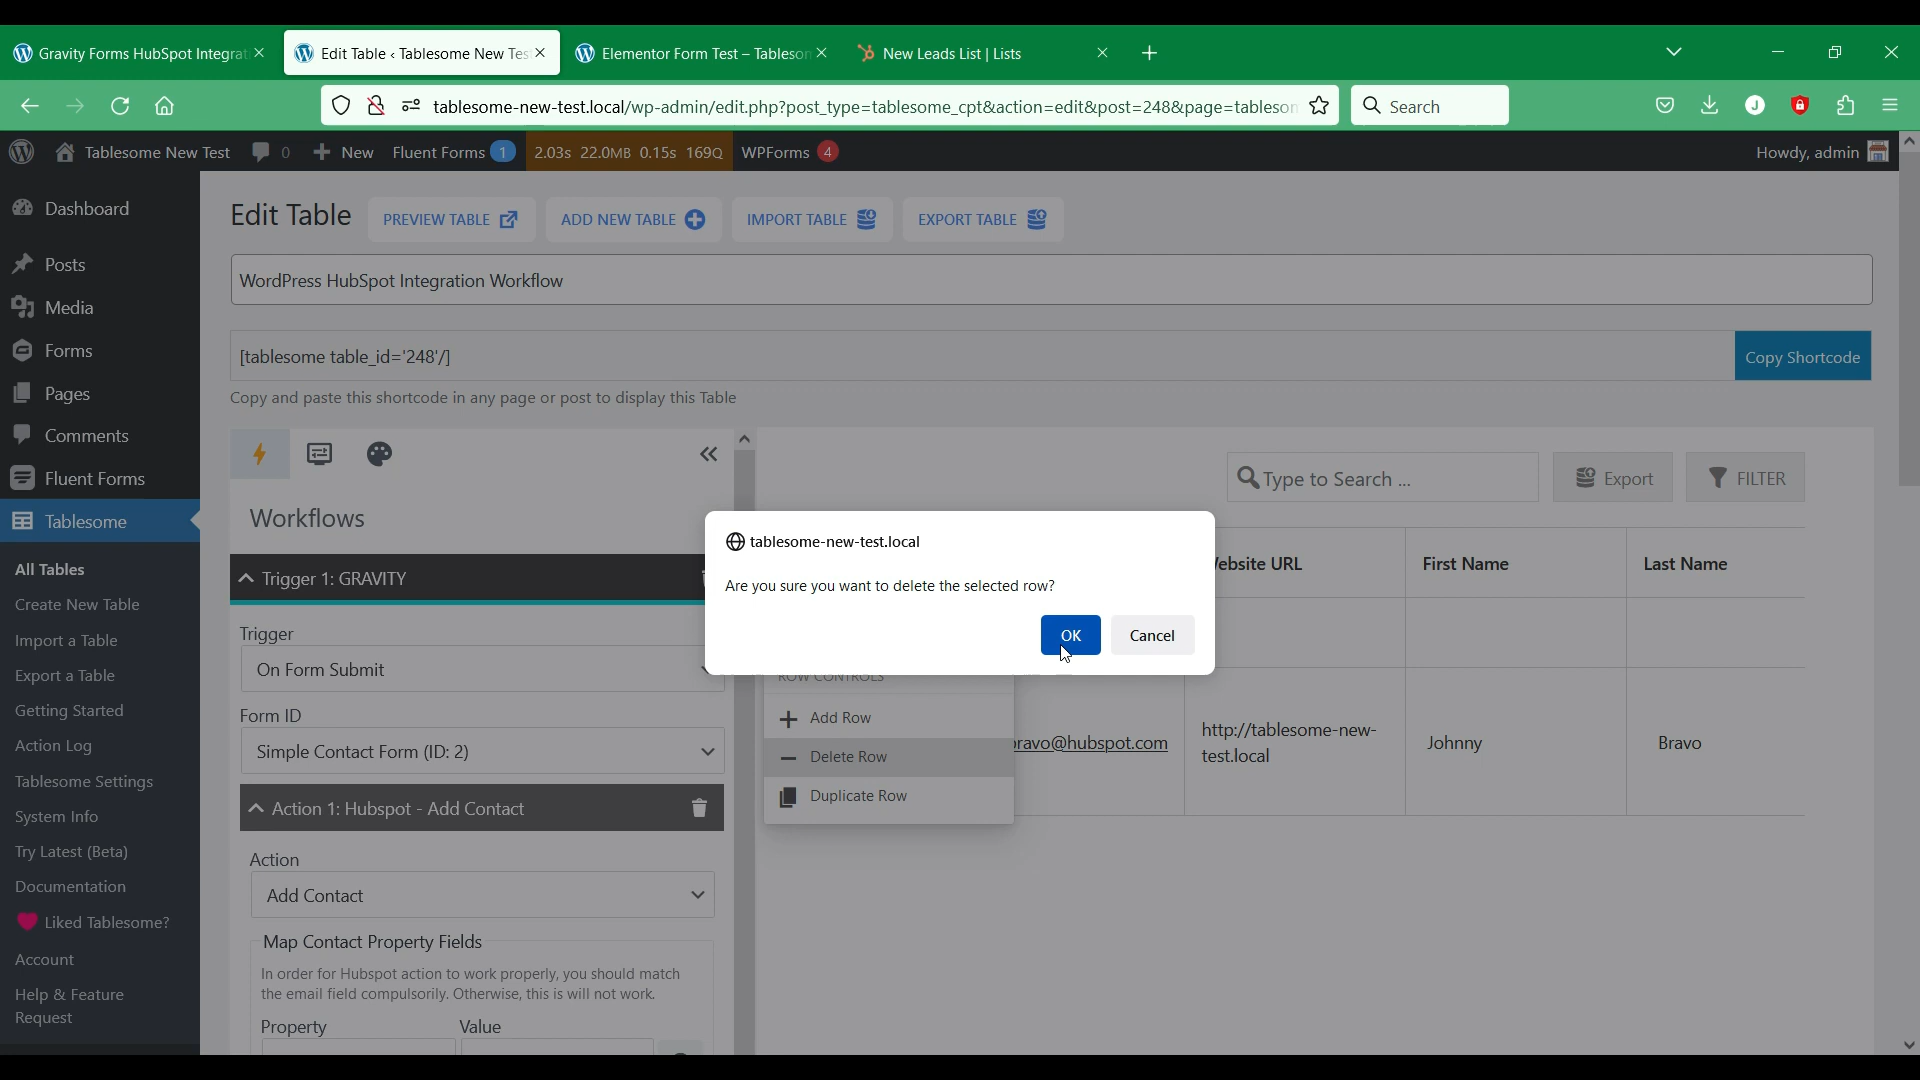 Gravity Forms HubSpot Integrat
Edit Table ‹ Tablesome New Tes
Elementor Form Test – Tableson
New Leads List | Lists
tablesome-new-test.local/wp-admin/edit.php?post_type=tablesome_cpt&action=edit&post=248&page=tableson
Search
Tablesome New Test
0
New
Fluent Forms 1
2.03s 22.0MB 0.15s 169Q
WPForms 4
Howdy, admin
Dashboard
Posts
Media
Forms
Pages
Comments
Fluent Forms
Tablesome
All Tables
Create New Table
Import a Table
Export a Table
Getting Started
Action Log
Tablesome Settings
System Info
Try Latest (Beta)
Documentation
Liked Tablesome?
Account
Help & Feature
Request
Edit Table
PREVIEW TABLE
ADD NEW TABLE
IMPORT TABLE
EXPORT TABLE
WordPress HubSpot Integration Workflow
[tablesome table_id='248'/]
Copy Shortcode
Copy and paste this shortcode in any page or post to display this Table
Workflows
Trigger 1: GRAVITY
Trigger
On Form Submit
Form ID
Simple Contact Form (ID: 2)
Action 1: Hubspot - Add Contact
Action
Add Contact
Map Contact Property Fields
In order for Hubspot action to work properly, you should match
the email field compulsorily. Otherwise, this is will not work.
Property
Value
Type to Search ...
Export
FILTER
tablesome-new-test.local
Are you sure you want to delete the selected row?
OK
Cancel
ROW CONTROLS
Add Row
Delete Row
Duplicate Row
ebsite URL
First Name
Last Name
ravo@hubspot.com
http://tablesome-new-
test.local
Johnny
Bravo